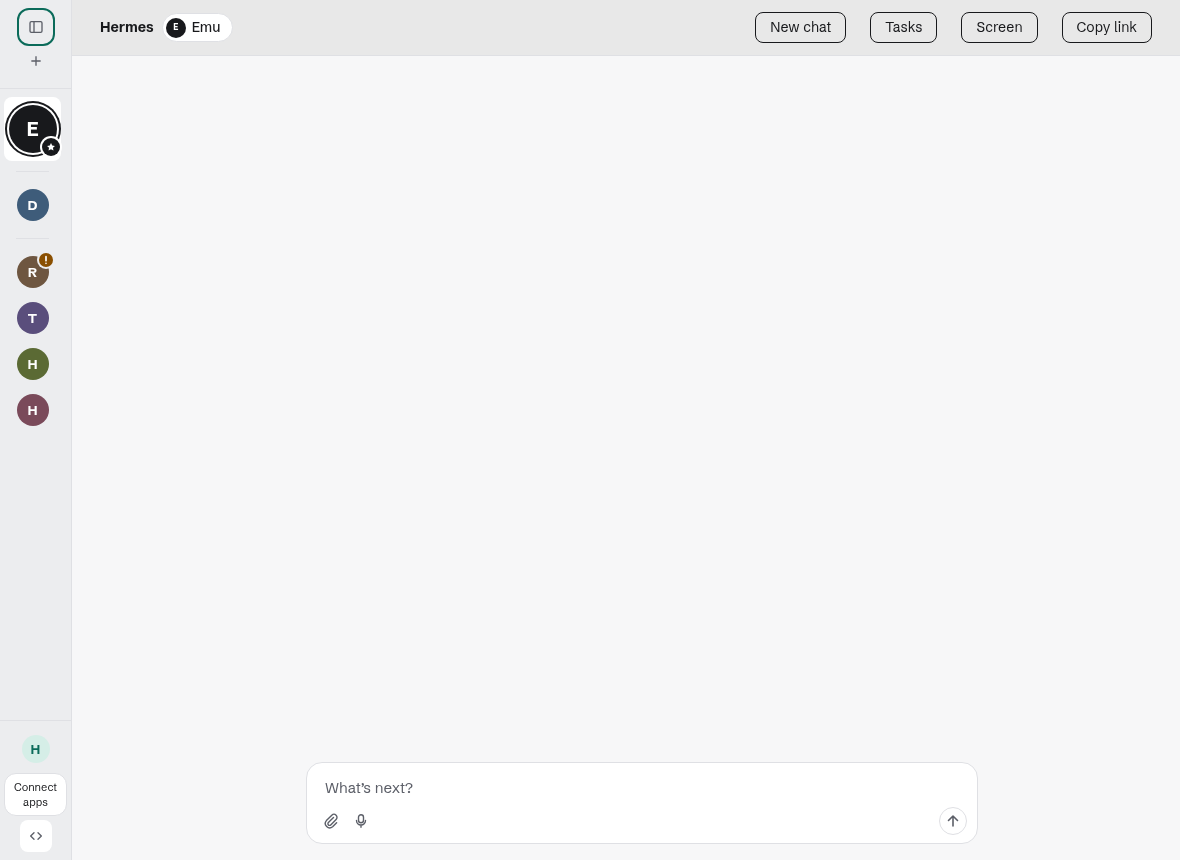 Hermes
E
Emu
New chat
Tasks
Screen
Copy link
E
D
R
!
T
H
H
H
Connect
apps
What's next?